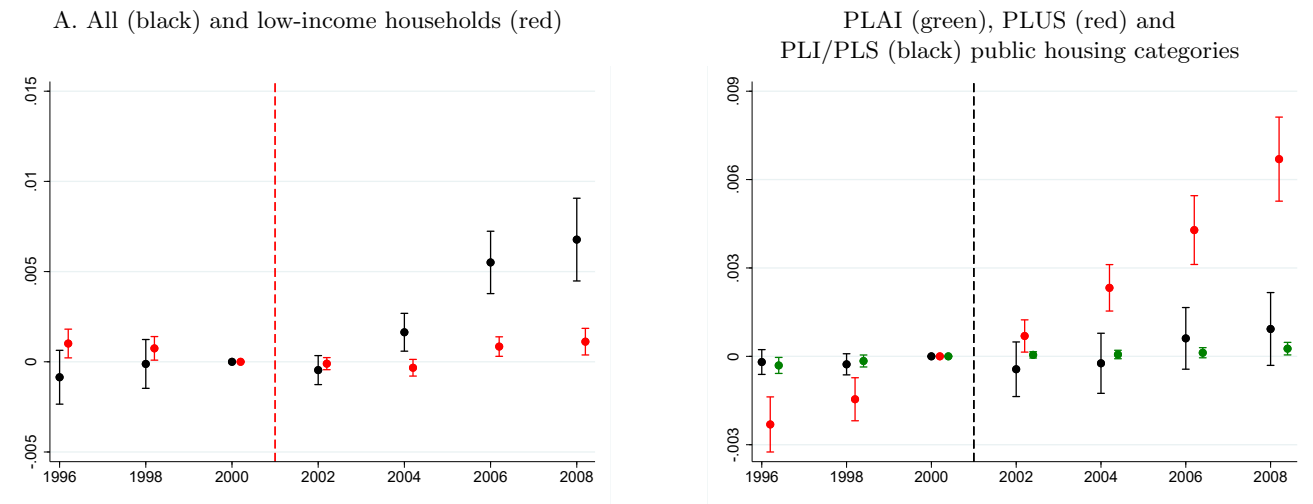 A. All (black) and low-income households (red)
.015
.01
.005
0
-.005
1996 1998 2000 2002 2004 2006 2008
PLAI (green), PLUS (red) and
PLI/PLS (black) public housing categories
.009
.006
.003
0
-.003
1996 1998 2000 2002 2004 2006 2008